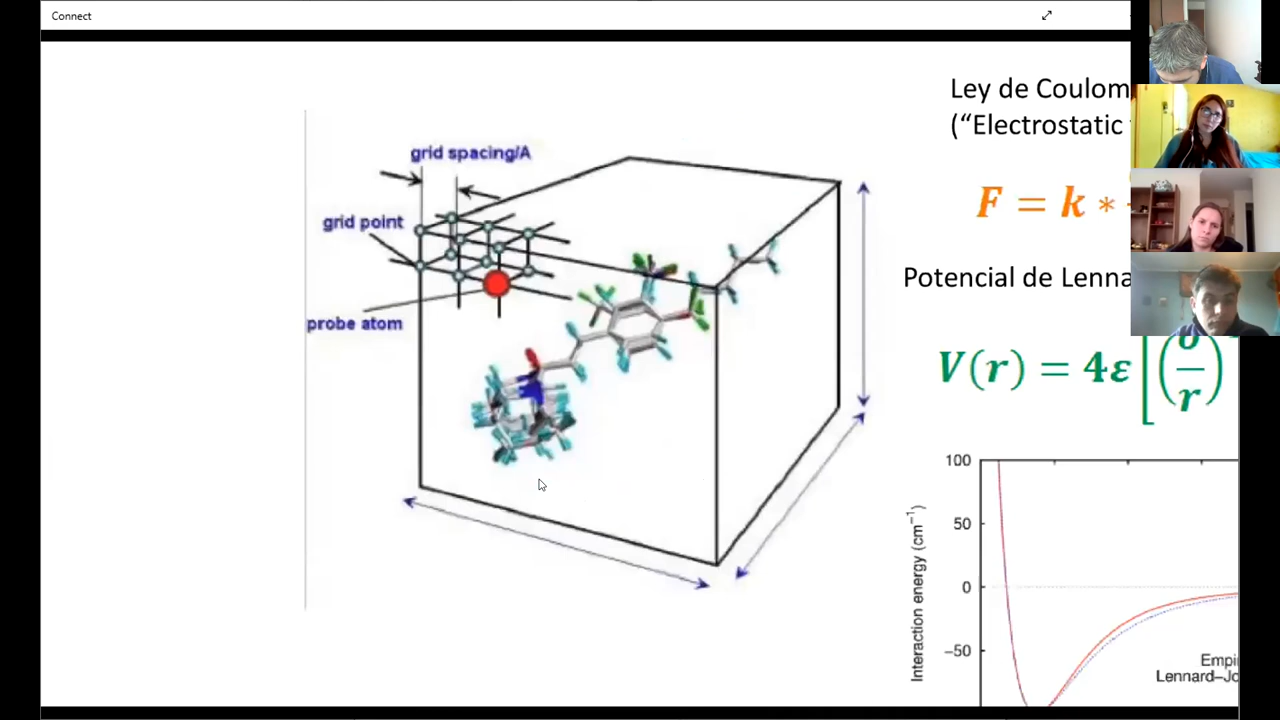 Connect
grid spacing/A
grid point
probe atom
Ley de Coulom
("Electrostatic
F = k *
Potencial de Lenna
V(r) = 4ε[(σ/r)
100
50
0
−50
Interaction energy (cm⁻¹)
Empi
Lennard–Jo